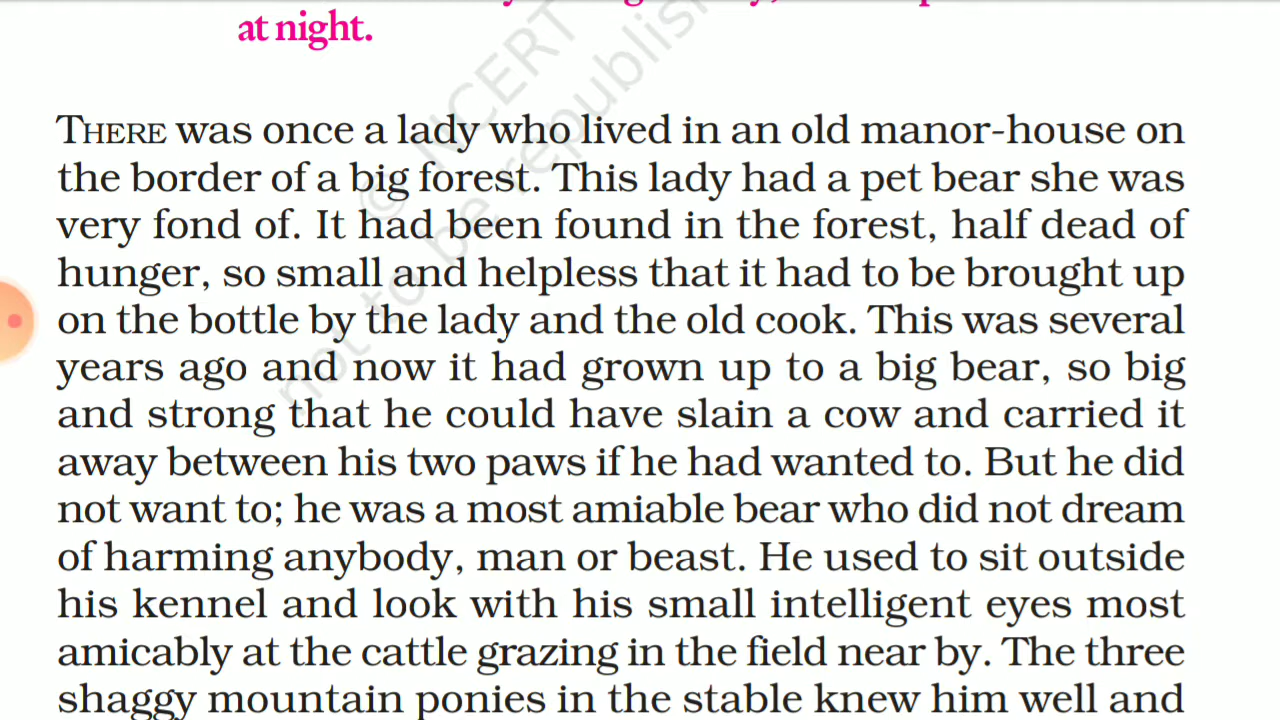 at night.
© NCERT
not to be republish
THERE was once a lady who lived in an old manor-house on
the border of a big forest. This lady had a pet bear she was
very fond of. It had been found in the forest, half dead of
hunger, so small and helpless that it had to be brought up
on the bottle by the lady and the old cook. This was several
years ago and now it had grown up to a big bear, so big
and strong that he could have slain a cow and carried it
away between his two paws if he had wanted to. But he did
not want to; he was a most amiable bear who did not dream
of harming anybody, man or beast. He used to sit outside
his kennel and look with his small intelligent eyes most
amicably at the cattle grazing in the field near by. The three
shaggy mountain ponies in the stable knew him well and